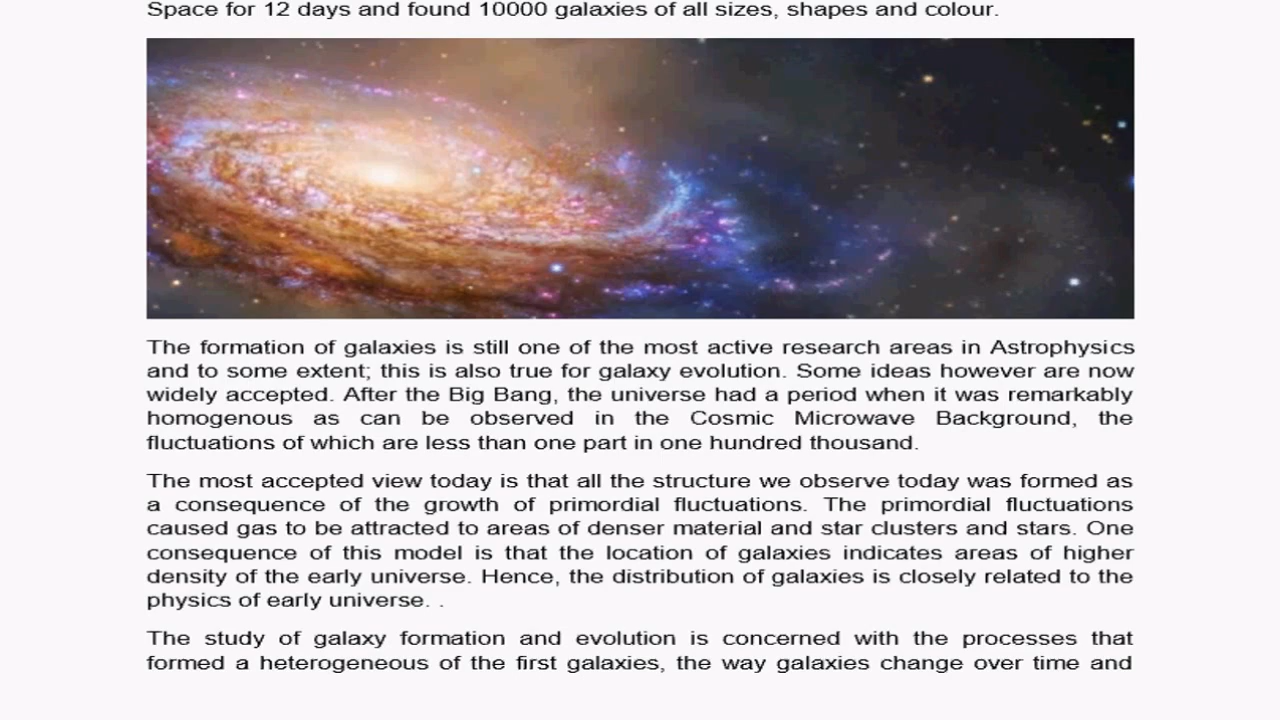 Space for 12 days and found 10000 galaxies of all sizes, shapes and colour.
The formation of galaxies is still one of the most active research areas in Astrophysics
and to some extent; this is also true for galaxy evolution. Some ideas however are now
widely accepted. After the Big Bang, the universe had a period when it was remarkably
homogenous as can be observed in the Cosmic Microwave Background, the
fluctuations of which are less than one part in one hundred thousand.
The most accepted view today is that all the structure we observe today was formed as
a consequence of the growth of primordial fluctuations. The primordial fluctuations
caused gas to be attracted to areas of denser material and star clusters and stars. One
consequence of this model is that the location of galaxies indicates areas of higher
density of the early universe. Hence, the distribution of galaxies is closely related to the
physics of early universe. .
The study of galaxy formation and evolution is concerned with the processes that
formed a heterogeneous of the first galaxies, the way galaxies change over time and